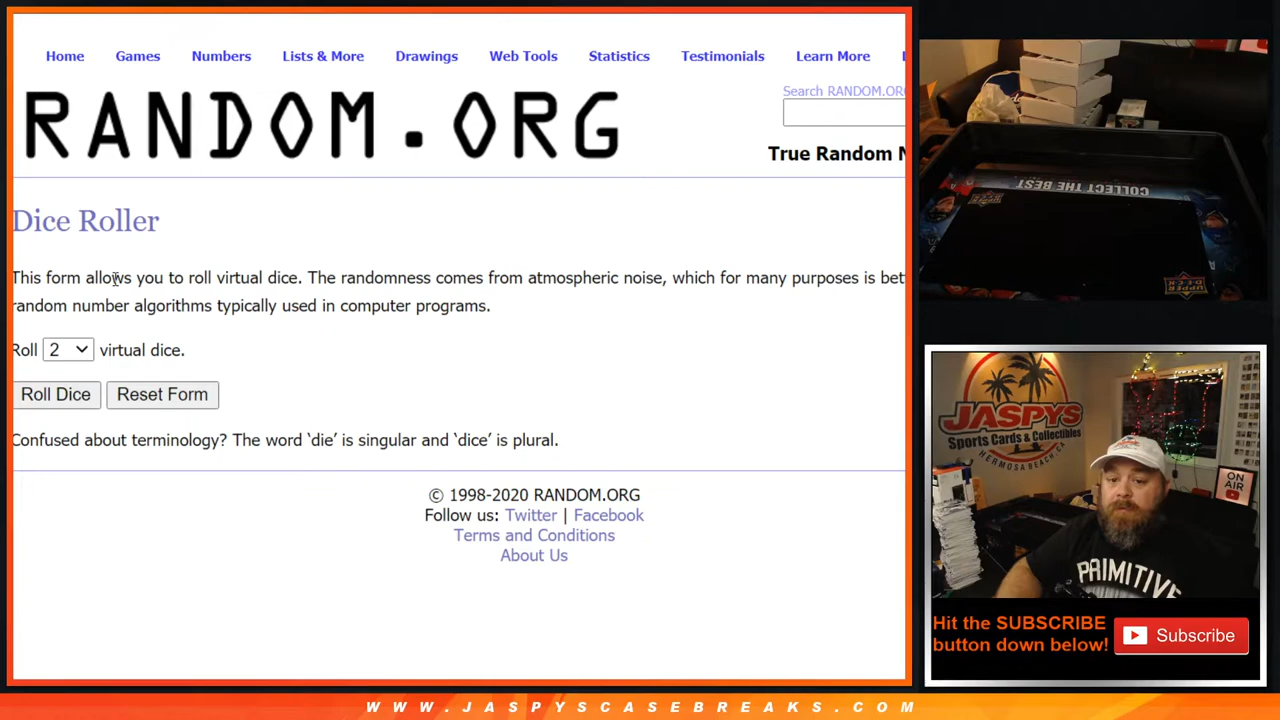 Home Games Numbers Lists & More Drawings Web Tools Statistics Testimonials Learn More
Search RANDOM.OR
RANDOM.ORG
True Random N
Dice Roller
This form allows you to roll virtual dice. The randomness comes from atmospheric noise, which for many purposes is bet
random number algorithms typically used in computer programs.
Roll 2 virtual dice.
Roll Dice Reset Form
Confused about terminology? The word ‘die’ is singular and ‘dice’ is plural.
© 1998-2020 RANDOM.ORG
Follow us: Twitter | Facebook
Terms and Conditions
About Us
COLLECT THE BEST
UPPER DECK
JASPYS
Sports Cards & Collectibles
HERMOSA BEACH, CA
ON AIR
PRIMITIVE
Hit the SUBSCRIBE
button down below!
Subscribe
WWW.JASPYSCASEBREAKS.COM